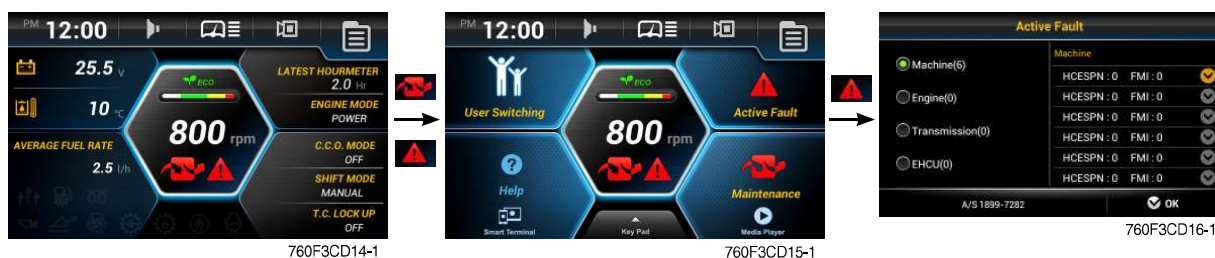 PM 12:00
25.5 V
10 ℃
AVERAGE FUEL RATE
2.5 l/h
ECO
800 rpm
LATEST HOURMETER
2.0 Hr
ENGINE MODE
POWER
C.C.O. MODE
OFF
SHIFT MODE
MANUAL
T.C. LOCK UP
OFF
760F3CD14-1
PM 12:00
User Switching
Active Fault
ECO
800 rpm
?
Help
Smart Terminal
Key Pad
Maintenance
Media Player
760F3CD15-1
Active Fault
Machine(6)
Engine(0)
Transmission(0)
EHCU(0)
Machine
HCESPN : 0 FMI : 0
HCESPN : 0 FMI : 0
HCESPN : 0 FMI : 0
HCESPN : 0 FMI : 0
HCESPN : 0 FMI : 0
HCESPN : 0 FMI : 0
A/S 1899-7282
OK
760F3CD16-1